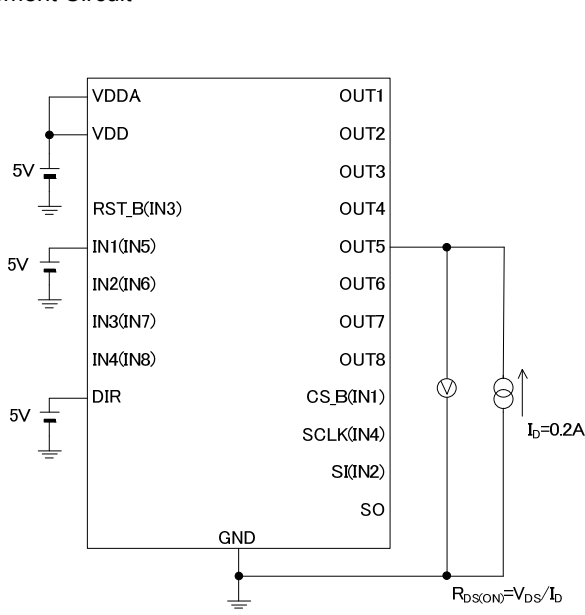 VDDA OUT1
VDD OUT2
5V OUT3
RST_B(IN3) OUT4
IN1(IN5) OUT5
5V
IN2(IN6) OUT6
IN3(IN7) OUT7
IN4(IN8) OUT8
DIR CS_B(IN1)
V
5V
SCLK(IN4) ID=0.2A
SI(IN2)
SO
GND
RDS(ON)=VDS/ID